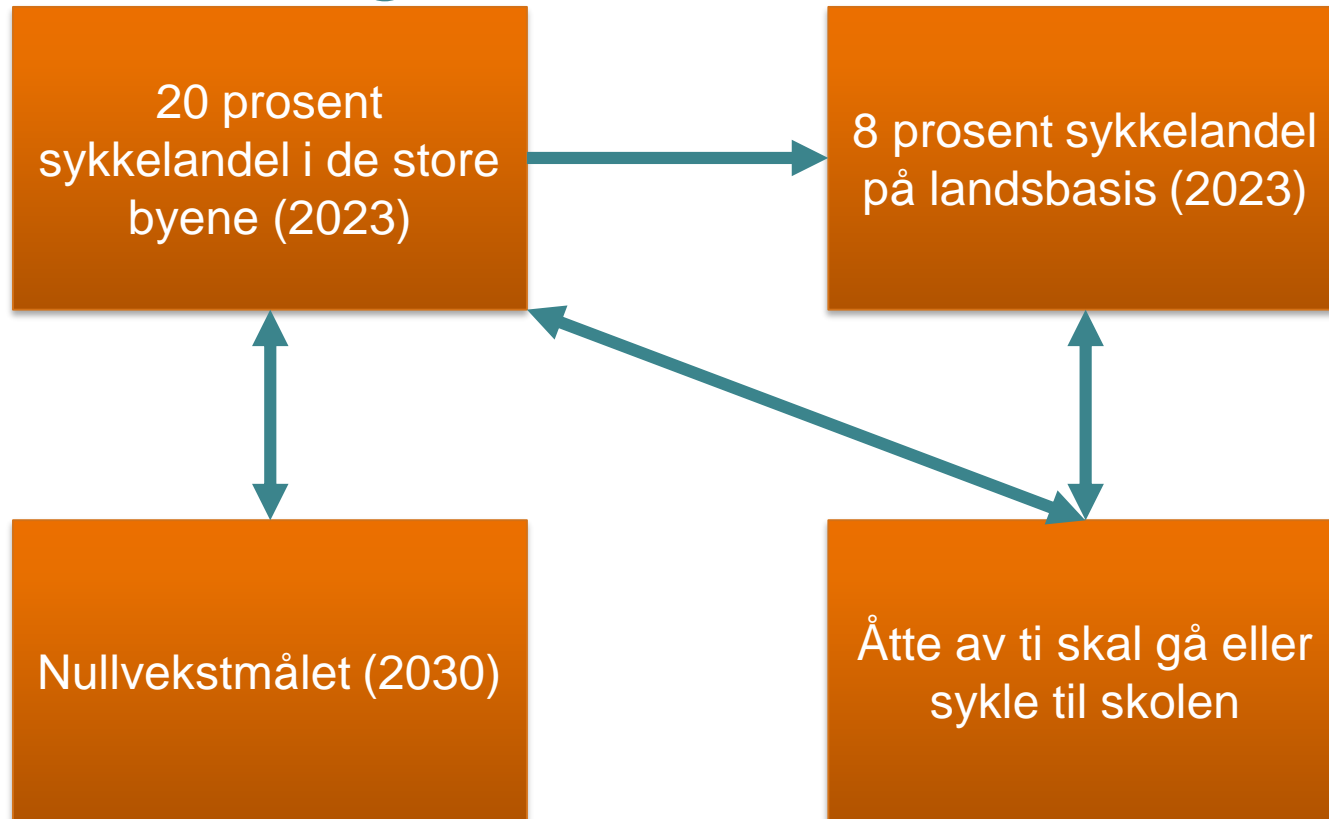 20 prosent
sykkelandel i de store
byene (2023)
8 prosent sykkelandel
på landsbasis (2023)
Nullvekstmålet (2030)
Åtte av ti skal gå eller
sykle til skolen